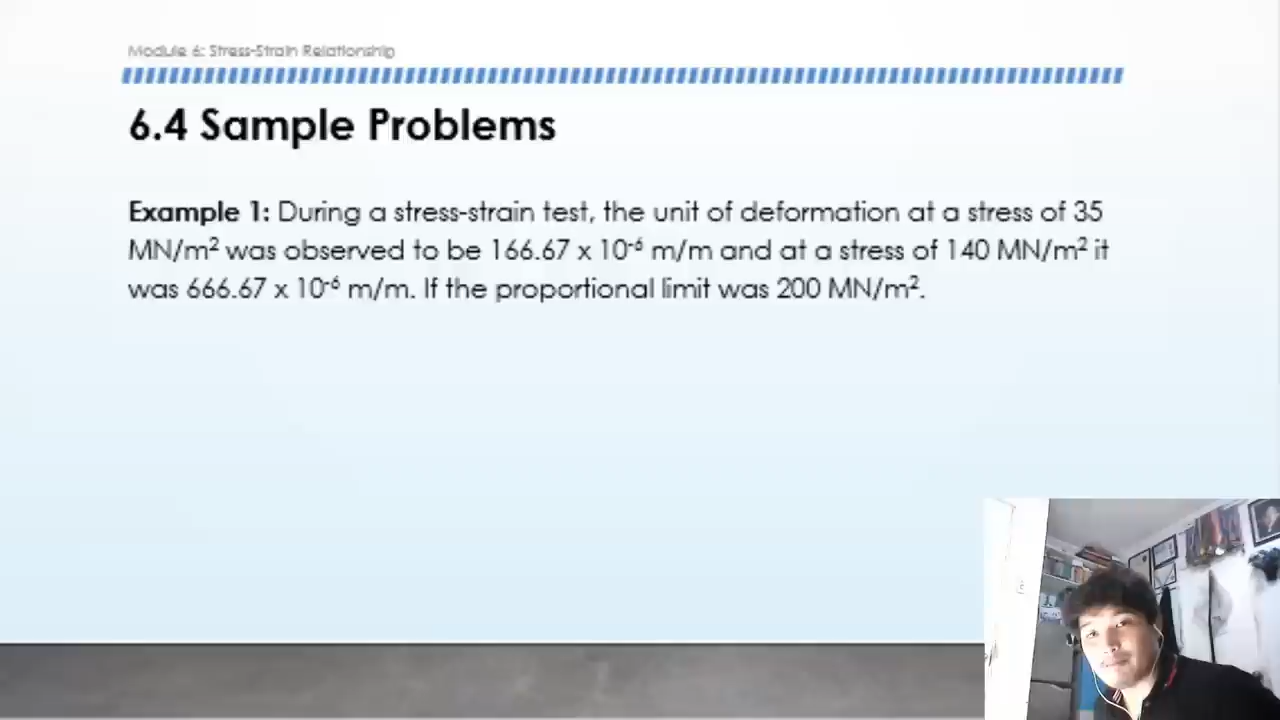 Module 6: Stress-Strain Relationship
6.4 Sample Problems
Example 1: During a stress-strain test, the unit of deformation at a stress of 35
MN/m² was observed to be 166.67 x 10⁻⁶ m/m and at a stress of 140 MN/m² it
was 666.67 x 10⁻⁶ m/m. If the proportional limit was 200 MN/m².